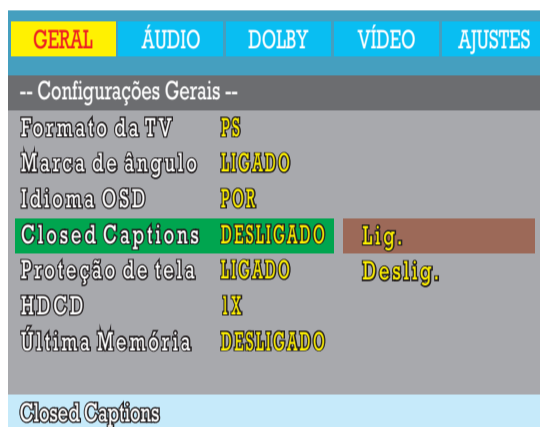 GERAL ÁUDIO DOLBY VÍDEO AJUSTES
-- Configurações Gerais --
Formato da TV PS
Marca de ângulo LIGADO
Idioma OSD POR
Closed Captions DESLIGADO Lig.
Proteção de tela LIGADO Deslig.
HDCD 1X
Última Memória DESLIGADO
Closed Captions